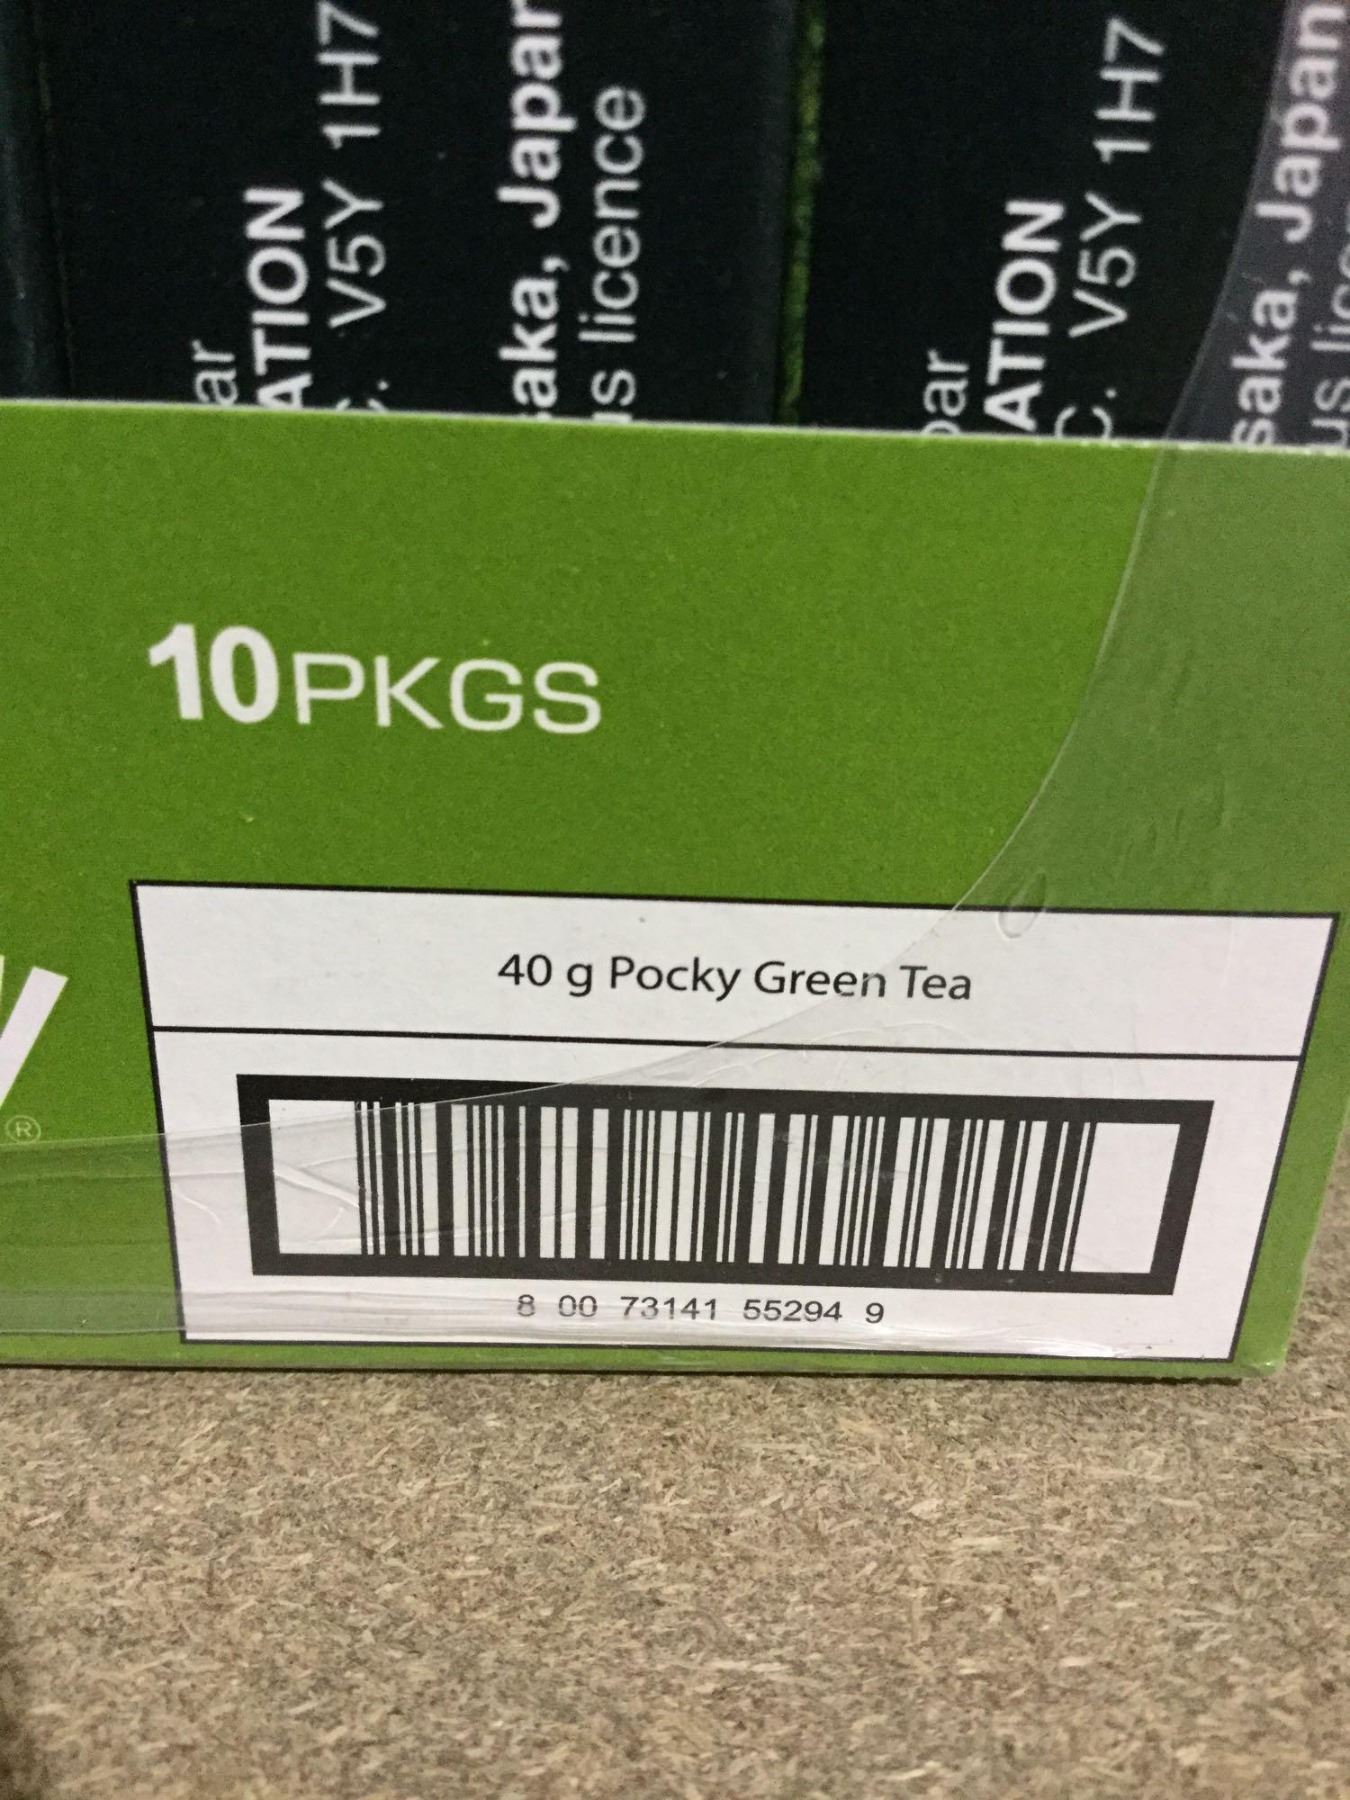 ATION
V5Y 1H7
aka, Japan
licence
ATION
C. V5Y 1H7
saka, Japan
10PKGS
40 g Pocky Green Tea
®
8 00 73141 55294 9